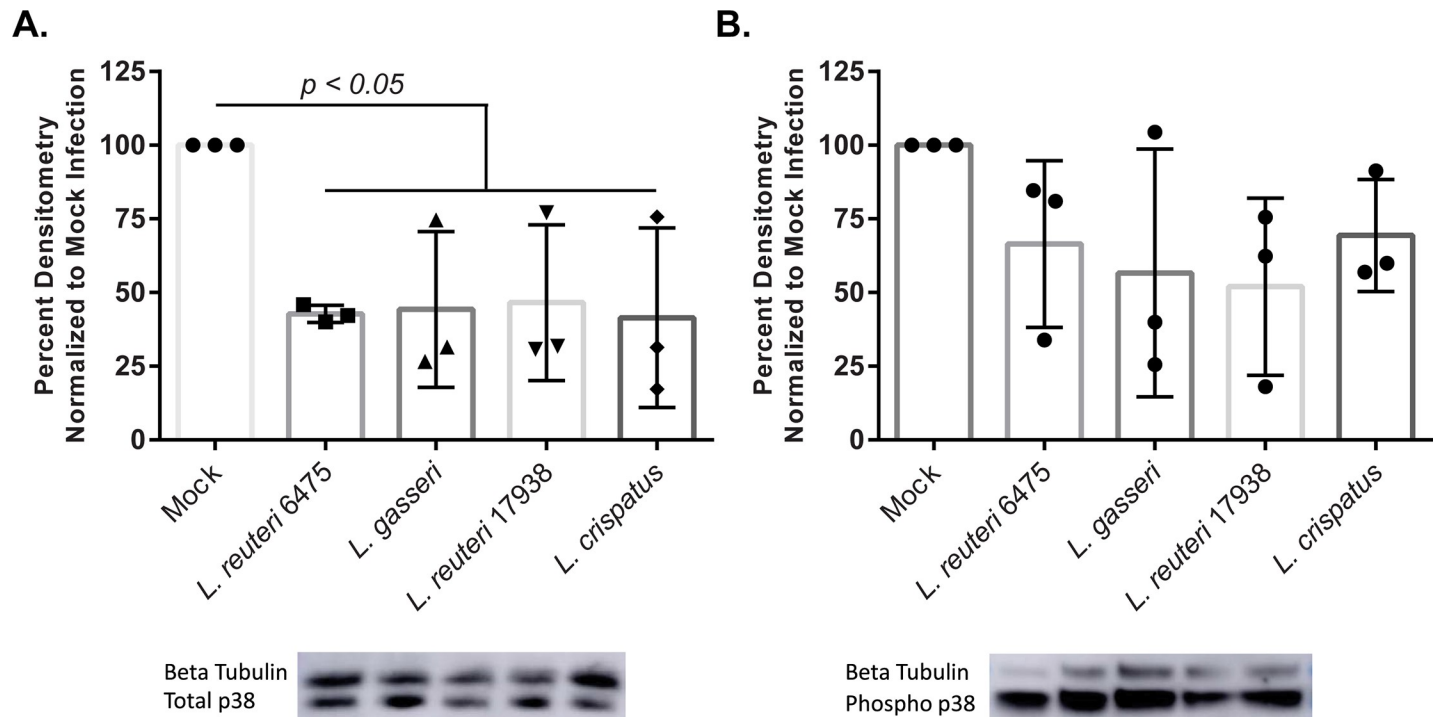 A.
Percent Densitometry
Normalized to Mock Infection
125
100
75
50
25
0
p < 0.05
Mock
L. reuteri 6475
L. gasseri
L. reuteri 17938
L. crispatus
Beta Tubulin
Total p38
B.
Percent Densitometry
Normalized to Mock Infection
125
100
75
50
25
0
Mock
L. reuteri 6475
L. gasseri
L. reuteri 17938
L. crispatus
Beta Tubulin
Phospho p38